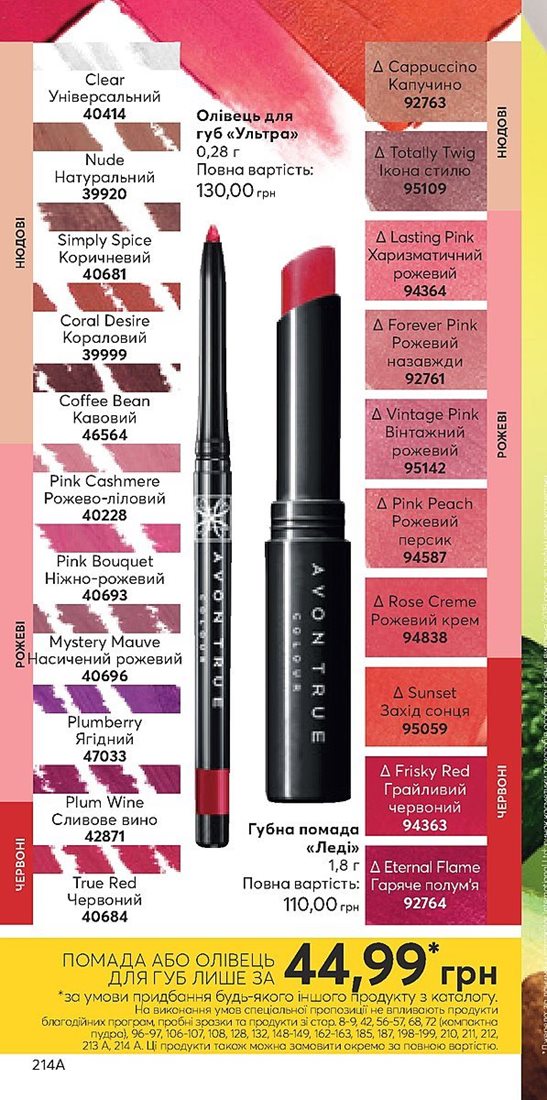 Clear
Універсальний
40414
Nude
Натуральний
39920
Simply Spice
Коричневий
40681
Coral Desire
Кораловий
39999
Coffee Bean
Кавовий
46564
Pink Cashmere
Рожево-ліловий
40228
Pink Bouquet
Ніжно-рожевий
40693
Mystery Mauve
Насичений рожевий
40696
Plumberry
Ягідний
47033
Plum Wine
Сливове вино
42871
True Red
Червоний
40684
НЮДОВІ
РОЖЕВІ
ЧЕРВОНІ
Олівець для
губ «Ультра»
0,28 г
Повна вартість:
130,00 грн
AVON TRUE
COLOUR
AVON TRUE
COLOUR
Губна помада
«Леді»
1,8 г
Повна вартість:
110,00 грн
Δ Cappuccino
Капучино
92763
Δ Totally Twig
Ікона стилю
95109
Δ Lasting Pink
Харизматичний
рожевий
94364
Δ Forever Pink
Рожевий
назавжди
92761
Δ Vintage Pink
Вінтажний
рожевий
95142
Δ Pink Peach
Рожевий
персик
94587
Δ Rose Creme
Рожевий крем
94838
Δ Sunset
Захід сонця
95059
Δ Frisky Red
Грайливий
червоний
94363
Δ Eternal Flame
Гаряче полум'я
92764
НЮДОВІ
РОЖЕВІ
ЧЕРВОНІ
ПОМАДА АБО ОЛІВЕЦЬ
ДЛЯ ГУБ ЛИШЕ ЗА 44,99* грн
*за умови придбання будь-якого іншого продукту з каталогу.
На виконання умов спеціальної пропозиції не впливають продукти
благодійних програм, пробні зразки та продукти зі стор. 8-9, 42, 56-57, 68, 72 (компактна
пудра), 96-97, 106-107, 108, 128, 132, 148-149, 162-163, 185, 187, 198-199, 210, 211, 212,
213 А, 214 А. Ці продукти також можна замовити окремо за повною вартістю.
214А